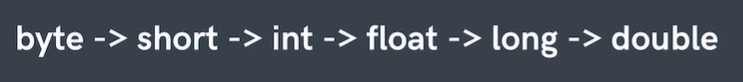 byte -> short -> int -> float -> long -> double